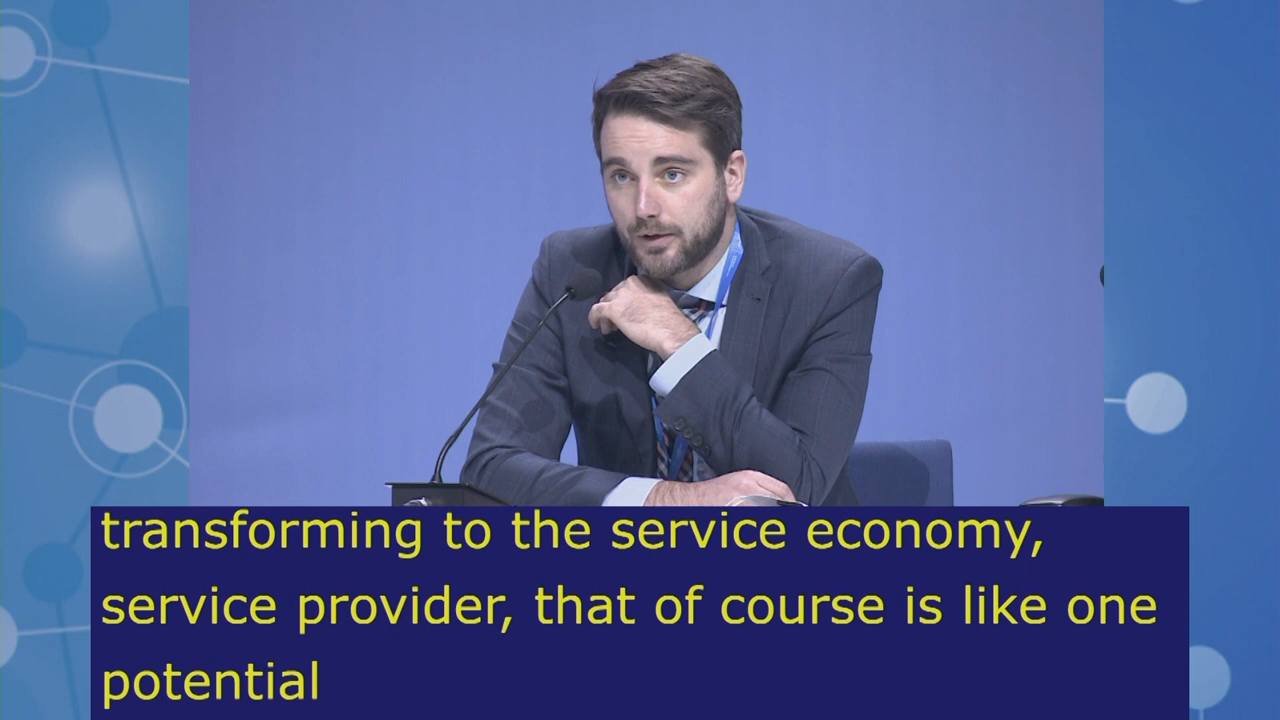 transforming to the service economy,
service provider, that of course is like one
potential